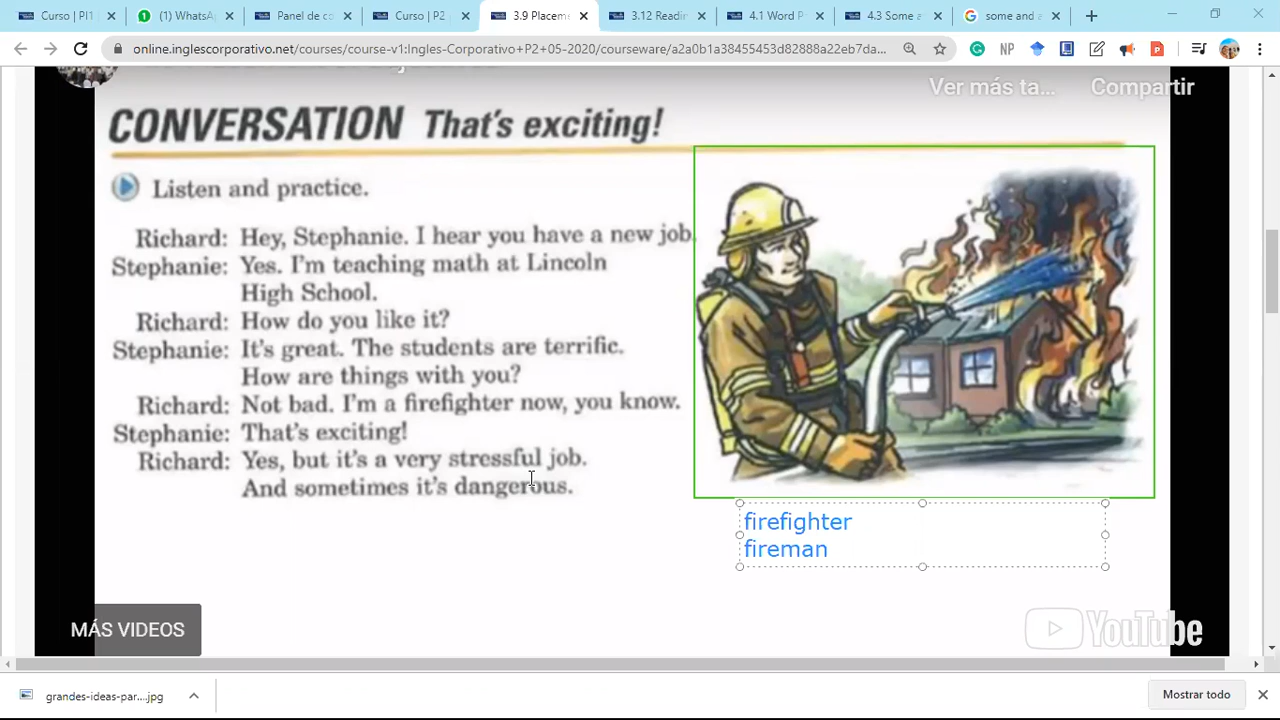 Curso | PI1
(1) WhatsA
Panel de co
Curso | P2
3.9 Placem
3.12 Readin
4.1 Word P
4.3 Some a
some and a
online.inglescorporativo.net/courses/course-v1:Ingles-Corporativo+P2+05-2020/courseware/a2a0b1a58455453d82898a22eb7da...
NP
Ver más ta...
Compartir
CONVERSATION That's exciting!
Listen and practice.
Richard: Hey, Stephanie. I hear you have a new job.
Stephanie: Yes. I'm teaching math at Lincoln
High School.
Richard: How do you like it?
Stephanie: It's great. The students are terrific.
How are things with you?
Richard: Not bad. I'm a firefighter now, you know.
Stephanie: That's exciting!
Richard: Yes, but it's a very stressful job.
And sometimes it's dangerous.
firefighter
fireman
MÁS VIDEOS
YouTube
grandes-ideas-par....jpg
Mostrar todo